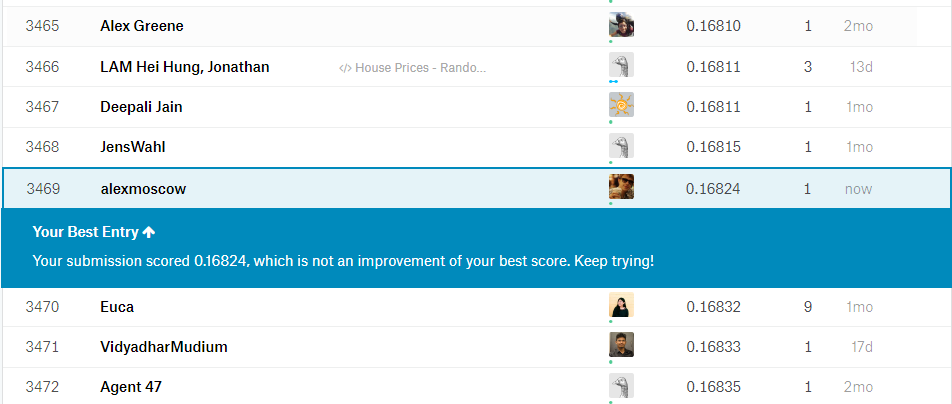 3465 Alex Greene 0.16810 1 2mo
3466 LAM Hei Hung, Jonathan </> House Prices - Rando... 0.16811 3 13d
3467 Deepali Jain 0.16811 1 1mo
3468 JensWahl 0.16815 1 1mo
3469 alexmoscow 0.16824 1 now
Your Best Entry ↑
Your submission scored 0.16824, which is not an improvement of your best score. Keep trying!
3470 Euca 0.16832 9 1mo
3471 VidyadharMudium 0.16833 1 17d
3472 Agent 47 0.16835 1 2mo